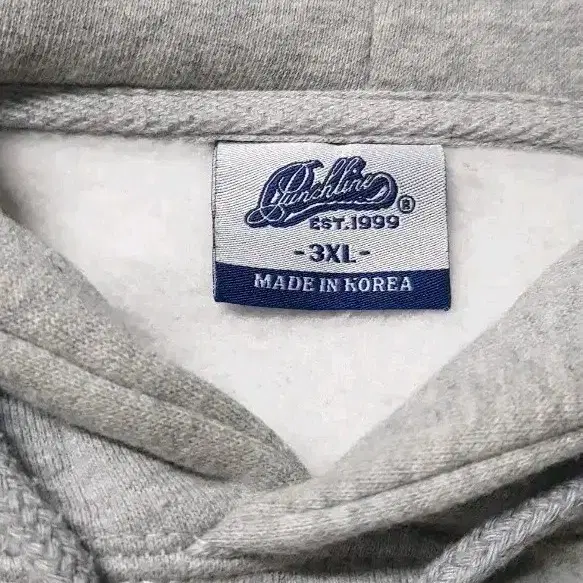 Punchline®
EST.1999
-3XL-
MADE IN KOREA